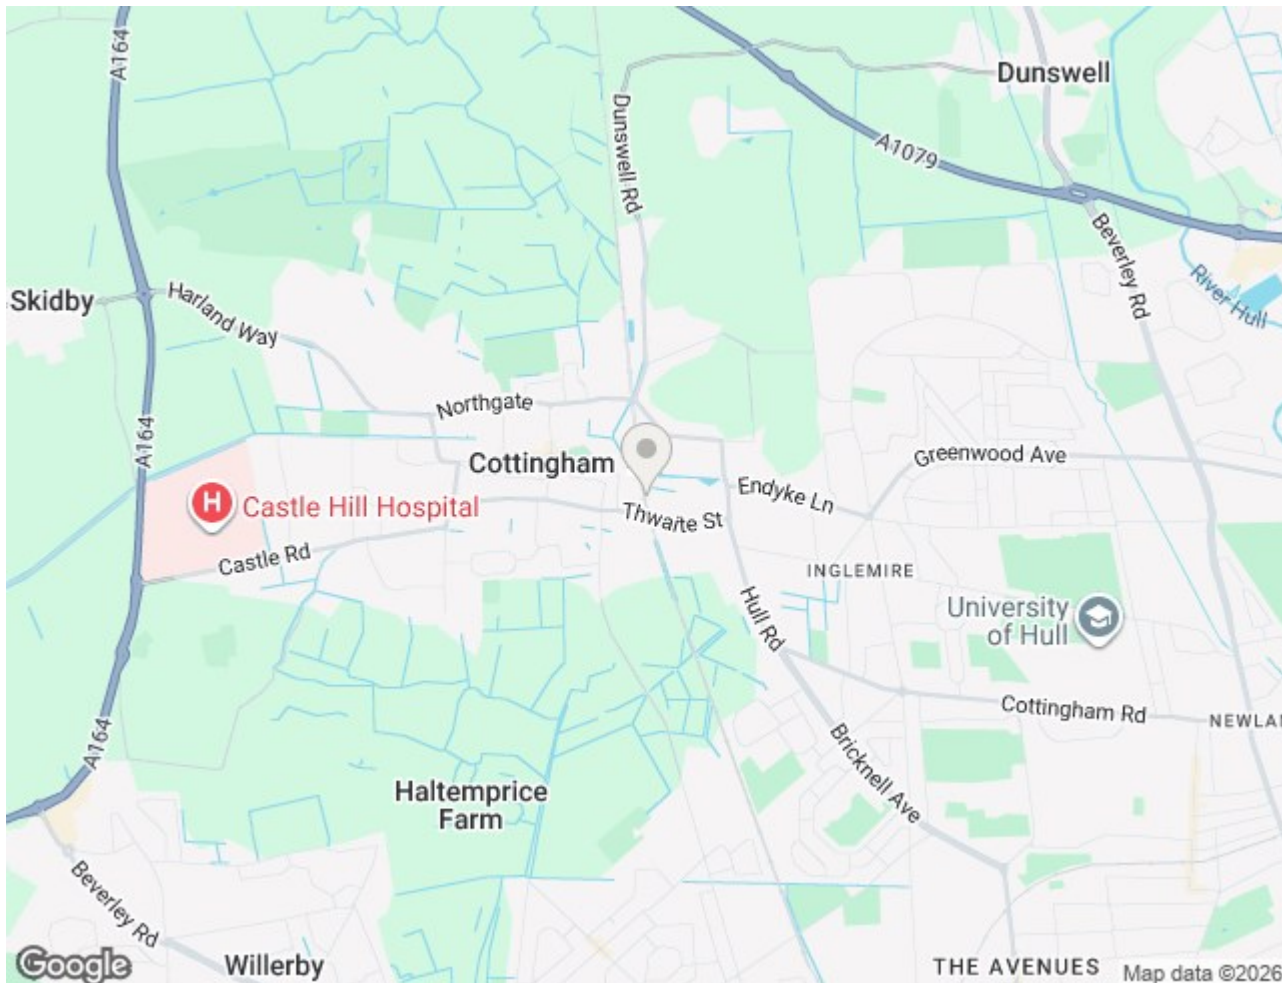 A164
Dunswell
Dunswell Rd
A1079
Beverley Rd
River Hull
Skidby
Harland Way
Northgate
A164
Cottingham
Greenwood Ave
H
Castle Hill Hospital
Endyke Ln
Thwaite St
Castle Rd
INGLEMIRE
University
of Hull
Hull Rd
Cottingham Rd
NEWLAN
A164
Bricknell Ave
Haltemprice
Farm
Beverley Rd
Willerby
THE AVENUES
Google
Map data ©2026